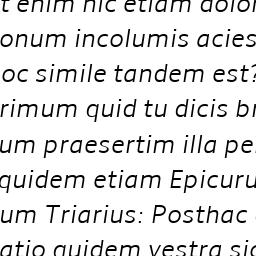 t enim hic etiam dolor
onum incolumis acies
oc simile tandem est?
rimum quid tu dicis br
um praesertim illa pe
quidem etiam Epicuru
um Triarius: Posthac
atio quidem vestra sic